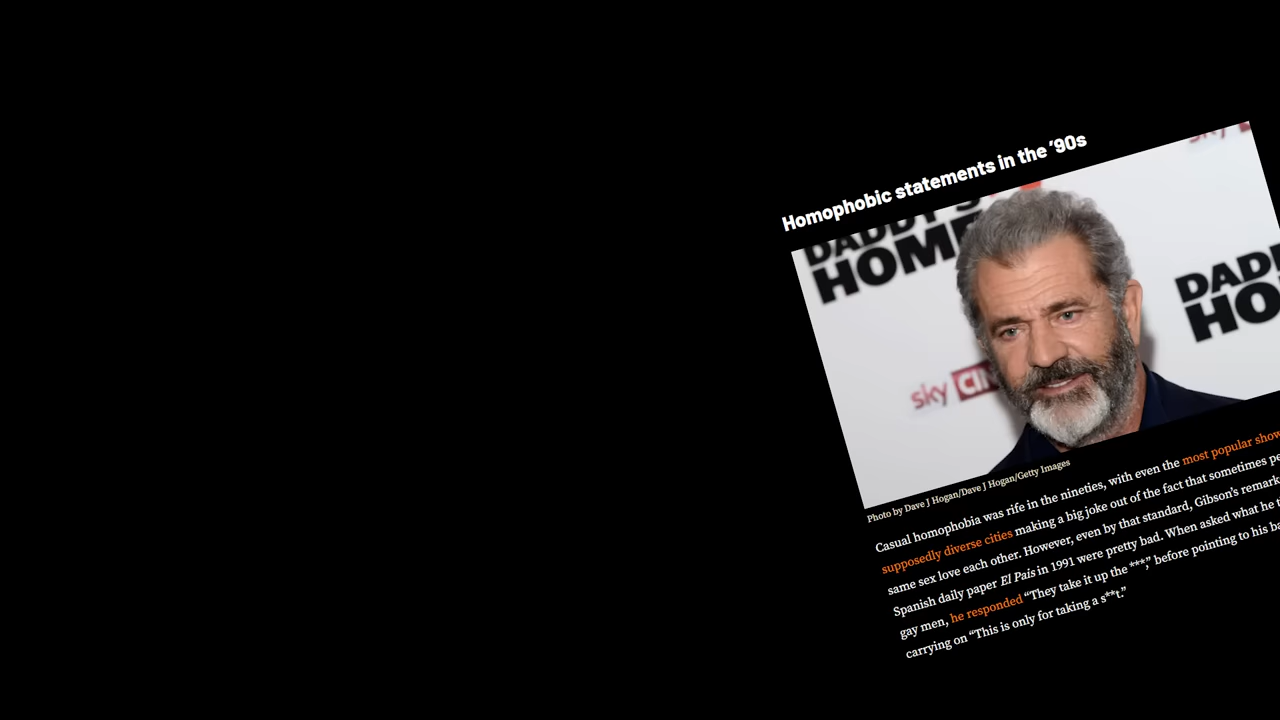 Homophobic statements in the '90s
sky
DADDY'S
HOME
DAD
HO
sky CIN
Photo by Dave J Hogan/Dave J Hogan/Getty Images
Casual homophobia was rife in the nineties, with even the most popular show
supposedly diverse cities making a big joke out of the fact that sometimes pe
same sex love each other. However, even by that standard, Gibson's remark
Spanish daily paper El Pais in 1991 were pretty bad. When asked what he t
gay men, he responded "They take it up the ***," before pointing to his ba
carrying on "This is only for taking a s**t."